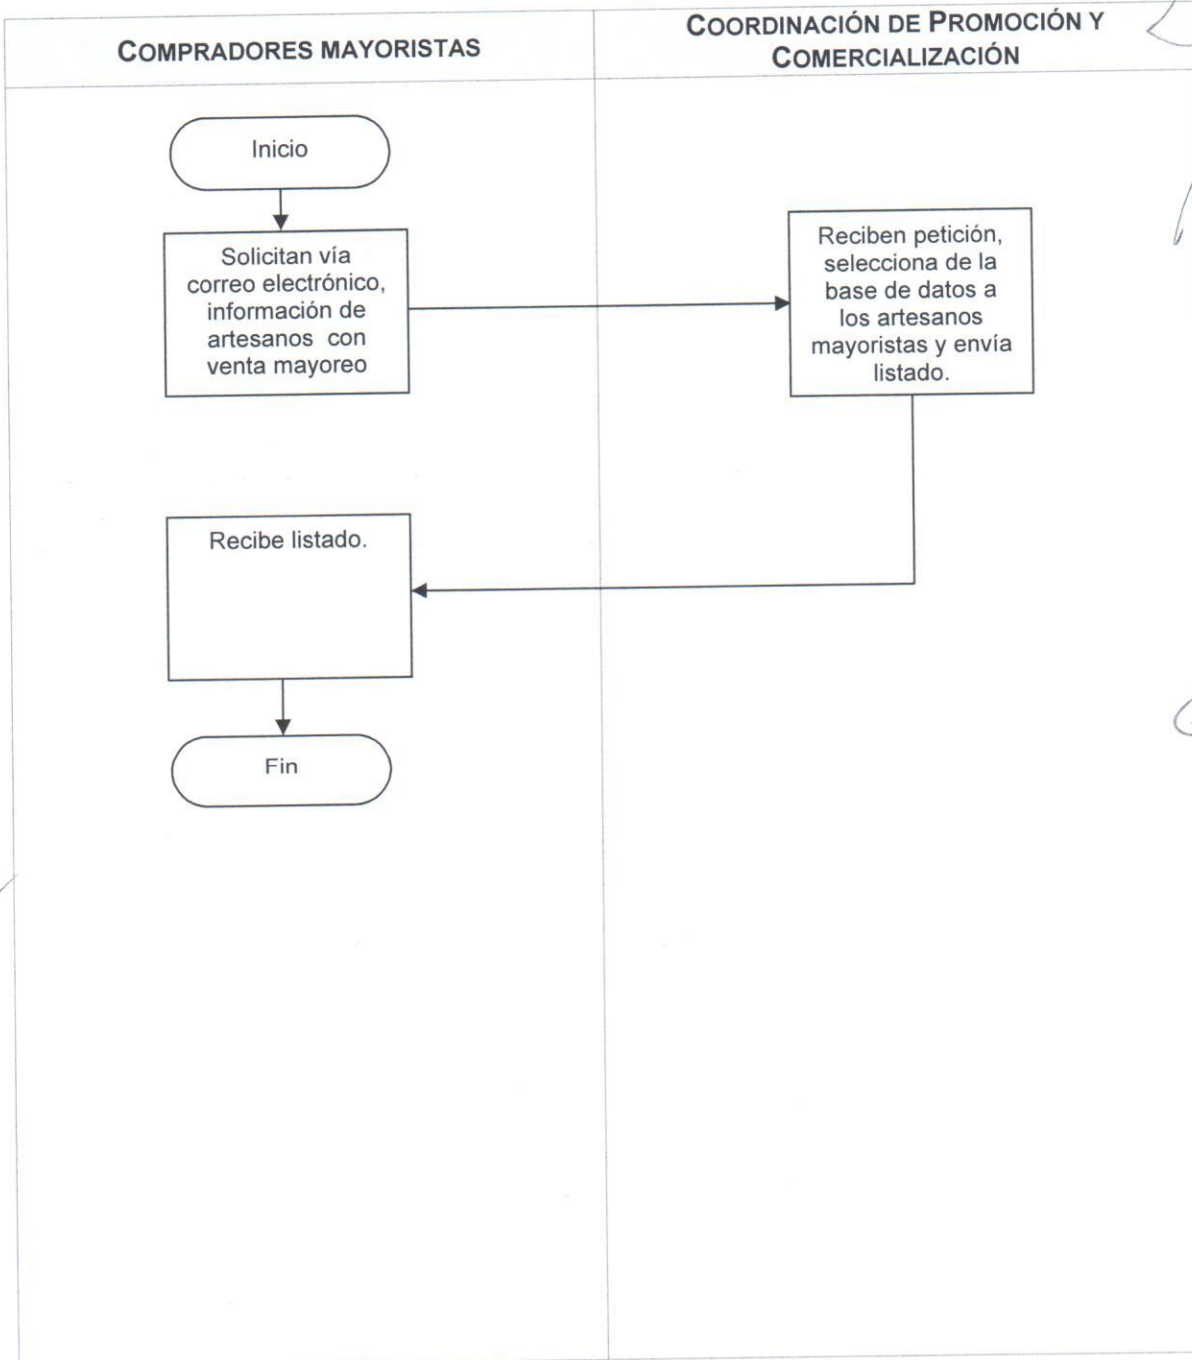 COMPRADORES MAYORISTAS
COORDINACIÓN DE PROMOCIÓN Y
COMERCIALIZACIÓN
Inicio
Solicitan vía
correo electrónico,
información de
artesanos con
venta mayoreo
Reciben petición,
selecciona de la
base de datos a
los artesanos
mayoristas y envía
listado.
Recibe listado.
Fin